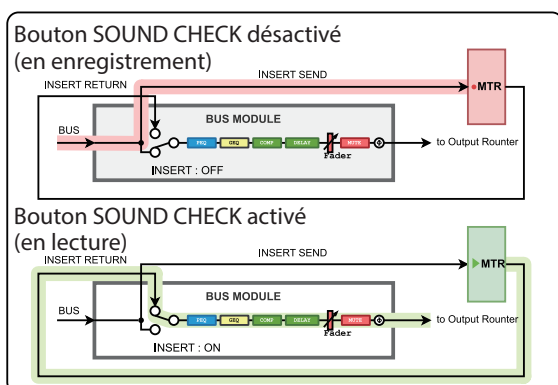 Bouton SOUND CHECK désactivé
(en enregistrement)
INSERT SEND
INSERT RETURN
MTR
BUS MODULE
BUS
PEQ GEQ COMP DELAY Fader MUTE
to Output Rounter
INSERT : OFF
Bouton SOUND CHECK activé
(en lecture)
INSERT SEND
INSERT RETURN
MTR
BUS MODULE
BUS
PEQ GEQ COMP DELAY Fader MUTE
to Output Rounter
INSERT : ON